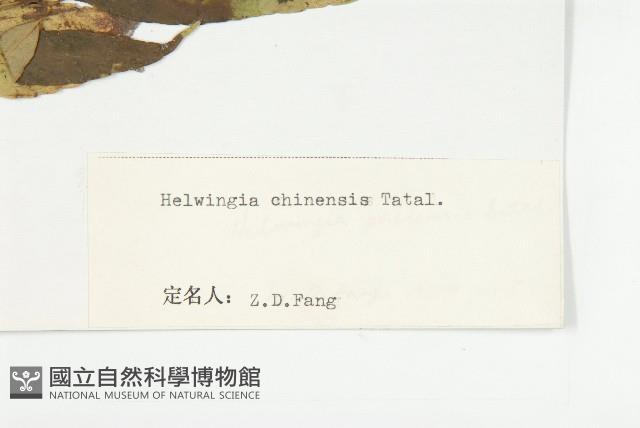 Helwingia chinensis Tatal.
定名人： Z.D.Fang
國立自然科學博物館
NATIONAL MUSEUM OF NATURAL SCIENCE